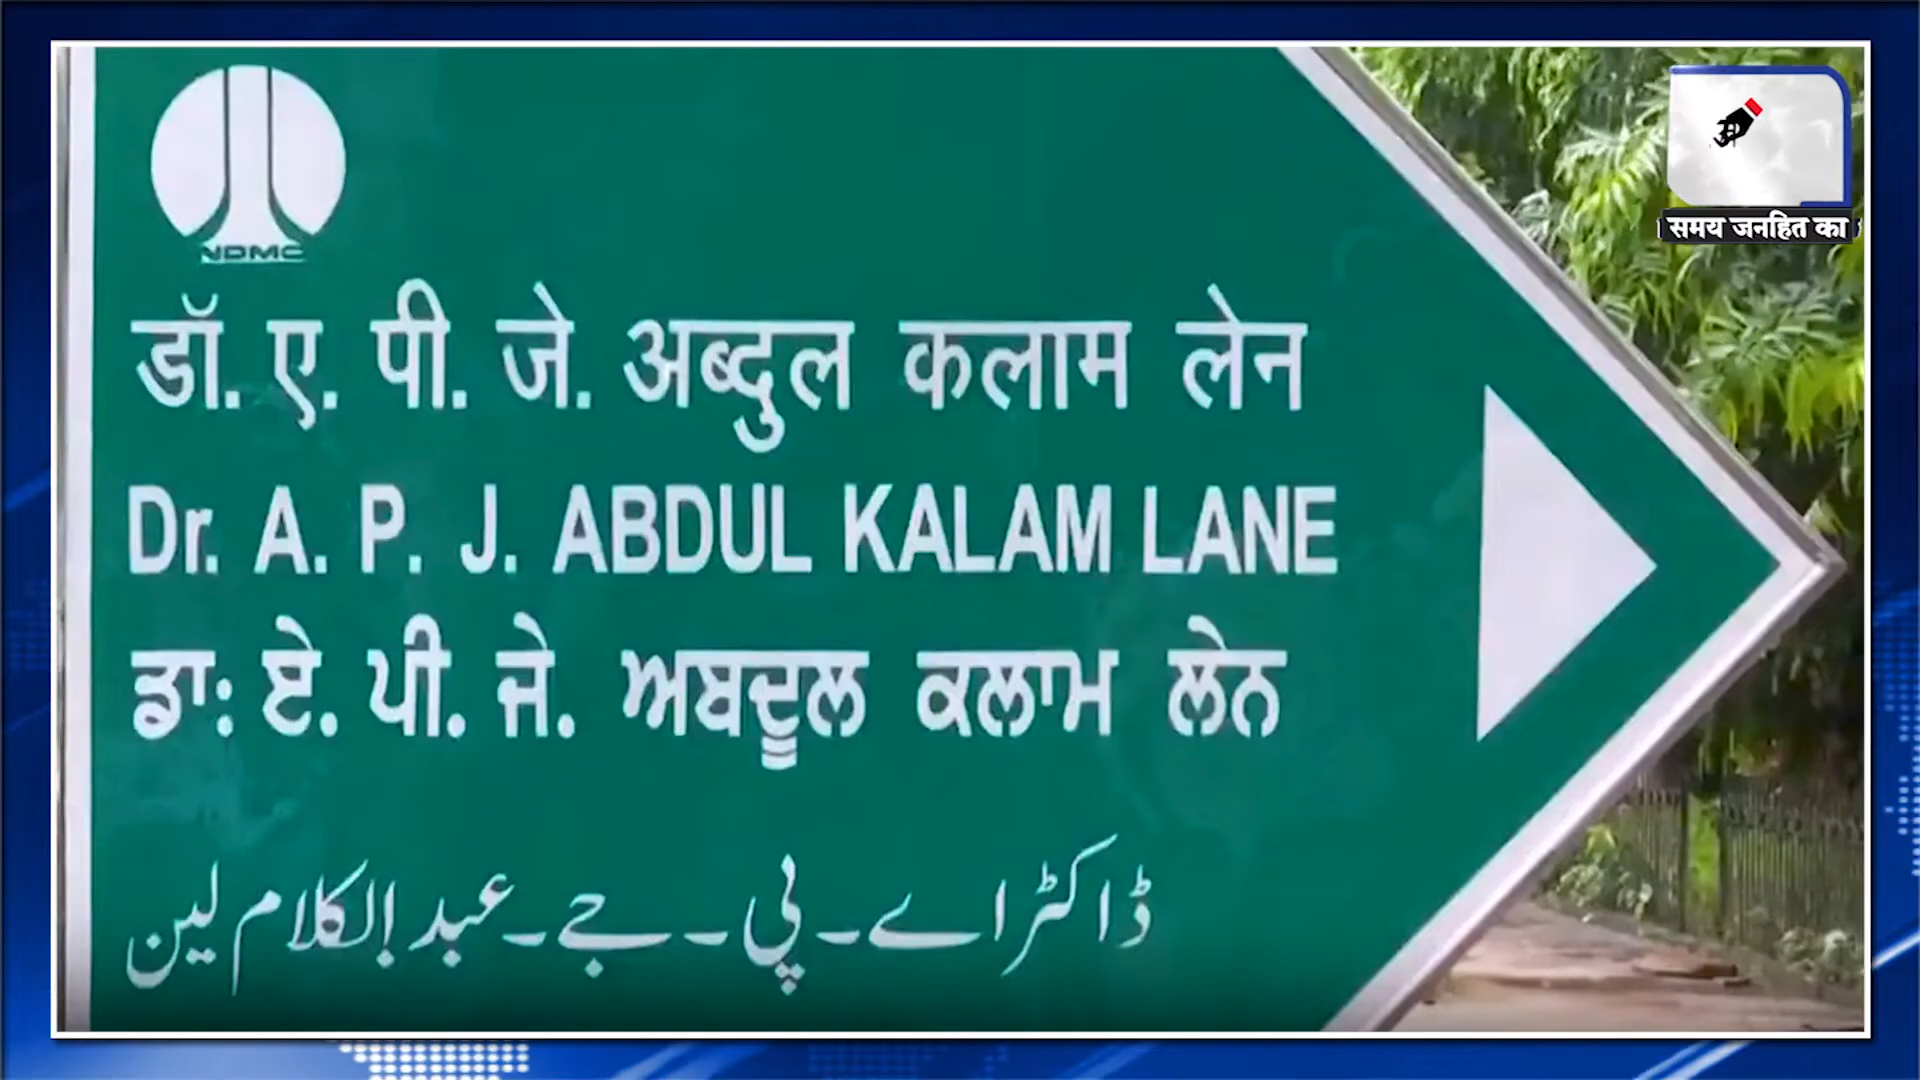 NDMC
समय जनहित का
डॉ. ए. पी. जे. अब्दुल कलाम लेन
Dr. A. P. J. ABDUL KALAM LANE
ਡਾ: ਏ. ਪੀ. ਜੇ. ਅਬਦੂਲ ਕਲਾਮ ਲੇਨ
ڈاکٹر اے۔ پی۔ جے۔ عبدالکلام لین